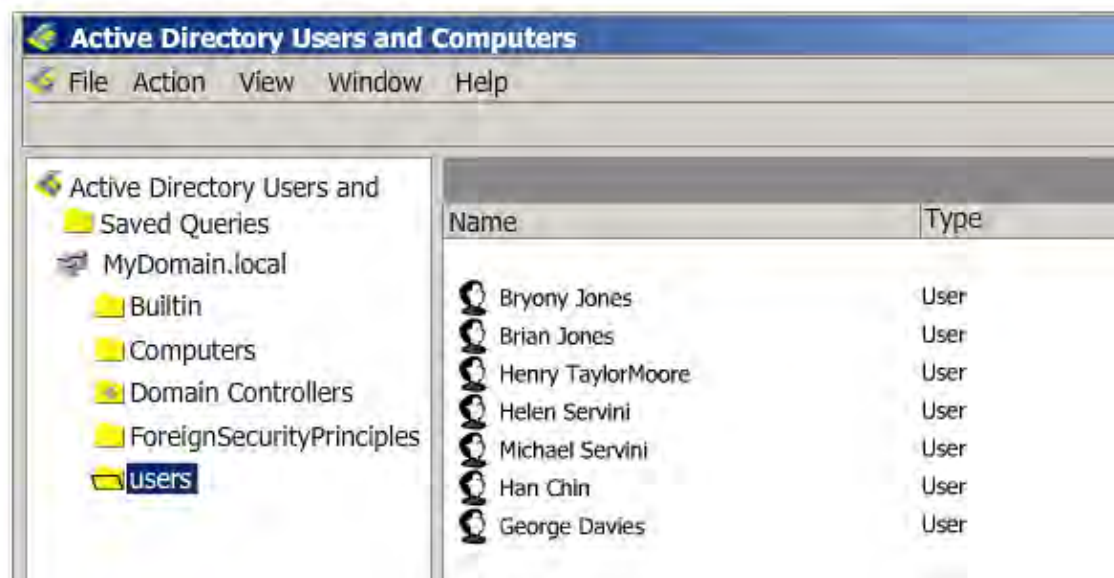 Active Directory Users and Computers
File Action View Window Help
Active Directory Users and
Saved Queries
MyDomain.local
Builtin
Computers
Domain Controllers
ForeignSecurityPrinciples
users
Name Type
Bryony Jones User
Brian Jones User
Henry TaylorMoore User
Helen Servini User
Michael Servini User
Han Chin User
George Davies User